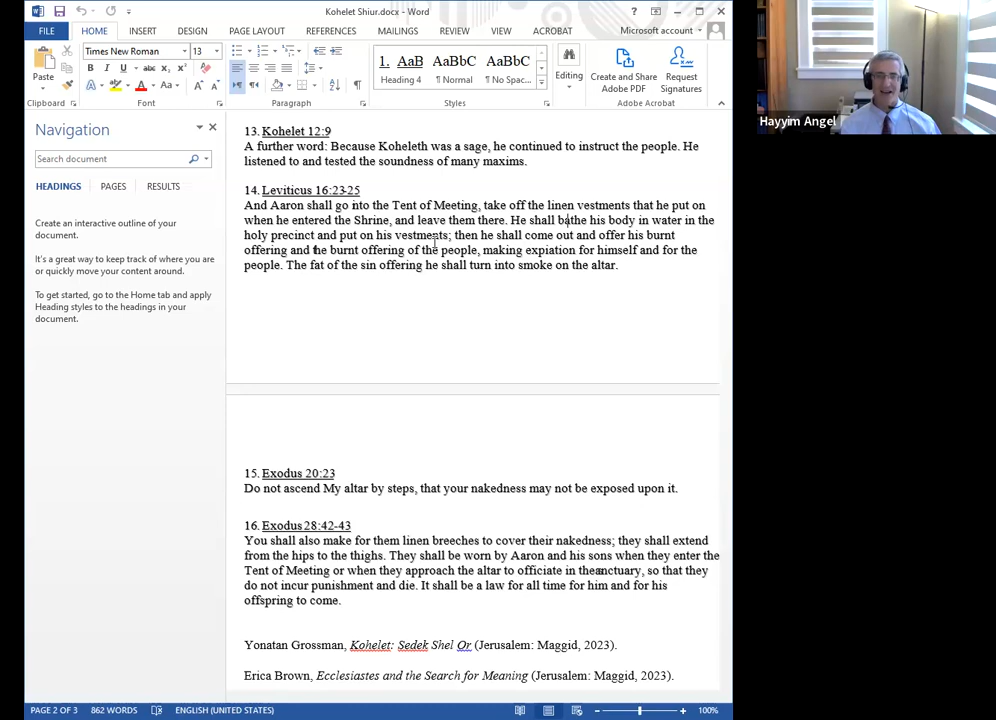 Kohelet Shiur.docx - Word
FILE HOME INSERT DESIGN PAGE LAYOUT REFERENCES MAILINGS REVIEW VIEW ACROBAT Microsoft account
Times New Roman 13
Paste
Clipboard Font Paragraph Styles Adobe Acrobat
1. AaB AaBbC AaBbC
Heading 4 ¶ Normal ¶ No Spac...
Editing
Create and Share Adobe PDF
Request Signatures
Hayyim Angel
Navigation
Search document
HEADINGS PAGES RESULTS
Create an interactive outline of your
document.
It's a great way to keep track of where you are
or quickly move your content around.
To get started, go to the Home tab and apply
Heading styles to the headings in your
document.
13. Kohelet 12:9
A further word: Because Koheleth was a sage, he continued to instruct the people. He
listened to and tested the soundness of many maxims.
14. Leviticus 16:23-25
And Aaron shall go into the Tent of Meeting, take off the linen vestments that he put on
when he entered the Shrine, and leave them there. He shall bathe his body in water in the
holy precinct and put on his vestments; then he shall come out and offer his burnt
offering and the burnt offering of the people, making expiation for himself and for the
people. The fat of the sin offering he shall turn into smoke on the altar.
15. Exodus 20:23
Do not ascend My altar by steps, that your nakedness may not be exposed upon it.
16. Exodus 28:42-43
You shall also make for them linen breeches to cover their nakedness; they shall extend
from the hips to the thighs. They shall be worn by Aaron and his sons when they enter the
Tent of Meeting or when they approach the altar to officiate in theanctuary, so that they
do not incur punishment and die. It shall be a law for all time for him and for his
offspring to come.
Yonatan Grossman, Kohelet: Sedek Shel Or (Jerusalem: Maggid, 2023).
Erica Brown, Ecclesiastes and the Search for Meaning (Jerusalem: Maggid, 2023).
PAGE 2 OF 3 862 WORDS ENGLISH (UNITED STATES) 100%